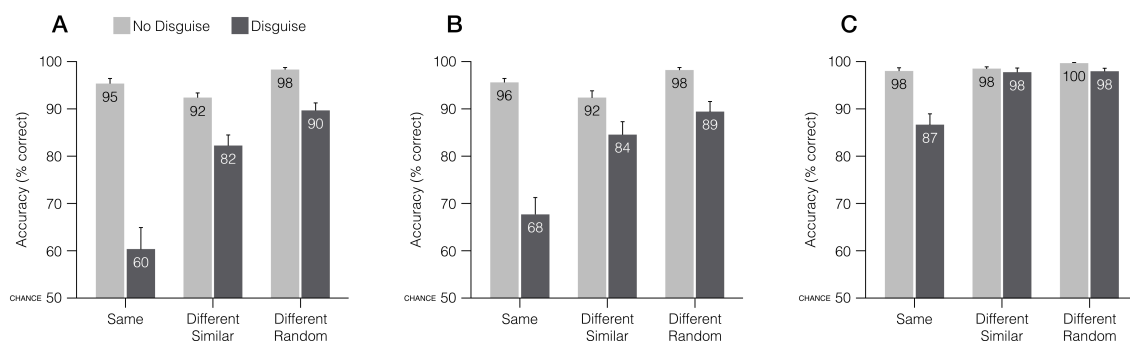 A
No Disguise
Disguise
Accuracy (% correct)
100
90
80
70
60
CHANCE 50
95
60
92
82
98
90
Same
Different Similar
Different Random
B
Accuracy (% correct)
100
90
80
70
60
CHANCE 50
96
68
92
84
98
89
Same
Different Similar
Different Random
C
Accuracy (% correct)
100
90
80
70
60
CHANCE 50
98
87
98
98
100
98
Same
Different Similar
Different Random